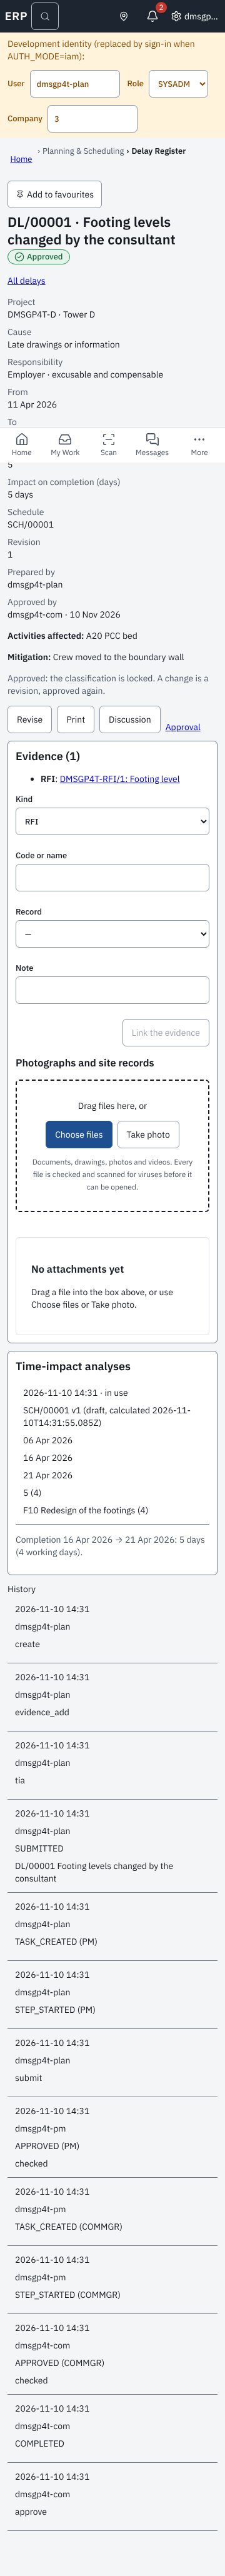 ERP
2
dmsgp...
Development identity (replaced by sign-in when
AUTH_MODE=iam):
User
dmsgp4t-plan
Role
SYSADM
Company
3
Home
› Planning & Scheduling › Delay Register
Add to favourites
DL/00001 · Footing levels
changed by the consultant
Approved
All delays
Project
DMSGP4T-D · Tower D
Cause
Late drawings or information
Responsibility
Employer · excusable and compensable
From
11 Apr 2026
To
Home
My Work
Scan
Messages
More
5
Impact on completion (days)
5 days
Schedule
SCH/00001
Revision
1
Prepared by
dmsgp4t-plan
Approved by
dmsgp4t-com · 10 Nov 2026
Activities affected: A20 PCC bed
Mitigation: Crew moved to the boundary wall
Approved: the classification is locked. A change is a
revision, approved again.
Revise
Print
Discussion
Approval
Evidence (1)
• RFI: DMSGP4T-RFI/1: Footing level
Kind
RFI
Code or name
Record
—
Note
Link the evidence
Photographs and site records
Drag files here, or
Choose files
Take photo
Documents, drawings, photos and videos. Every
file is checked and scanned for viruses before it
can be opened.
No attachments yet
Drag a file into the box above, or use
Choose files or Take photo.
Time-impact analyses
2026-11-10 14:31 · in use
SCH/00001 v1 (draft, calculated 2026-11-
10T14:31:55.085Z)
06 Apr 2026
16 Apr 2026
21 Apr 2026
5 (4)
F10 Redesign of the footings (4)
Completion 16 Apr 2026 → 21 Apr 2026: 5 days
(4 working days).
History
2026-11-10 14:31
dmsgp4t-plan
create
2026-11-10 14:31
dmsgp4t-plan
evidence_add
2026-11-10 14:31
dmsgp4t-plan
tia
2026-11-10 14:31
dmsgp4t-plan
SUBMITTED
DL/00001 Footing levels changed by the
consultant
2026-11-10 14:31
dmsgp4t-plan
TASK_CREATED (PM)
2026-11-10 14:31
dmsgp4t-plan
STEP_STARTED (PM)
2026-11-10 14:31
dmsgp4t-plan
submit
2026-11-10 14:31
dmsgp4t-pm
APPROVED (PM)
checked
2026-11-10 14:31
dmsgp4t-pm
TASK_CREATED (COMMGR)
2026-11-10 14:31
dmsgp4t-pm
STEP_STARTED (COMMGR)
2026-11-10 14:31
dmsgp4t-com
APPROVED (COMMGR)
checked
2026-11-10 14:31
dmsgp4t-com
COMPLETED
2026-11-10 14:31
dmsgp4t-com
approve